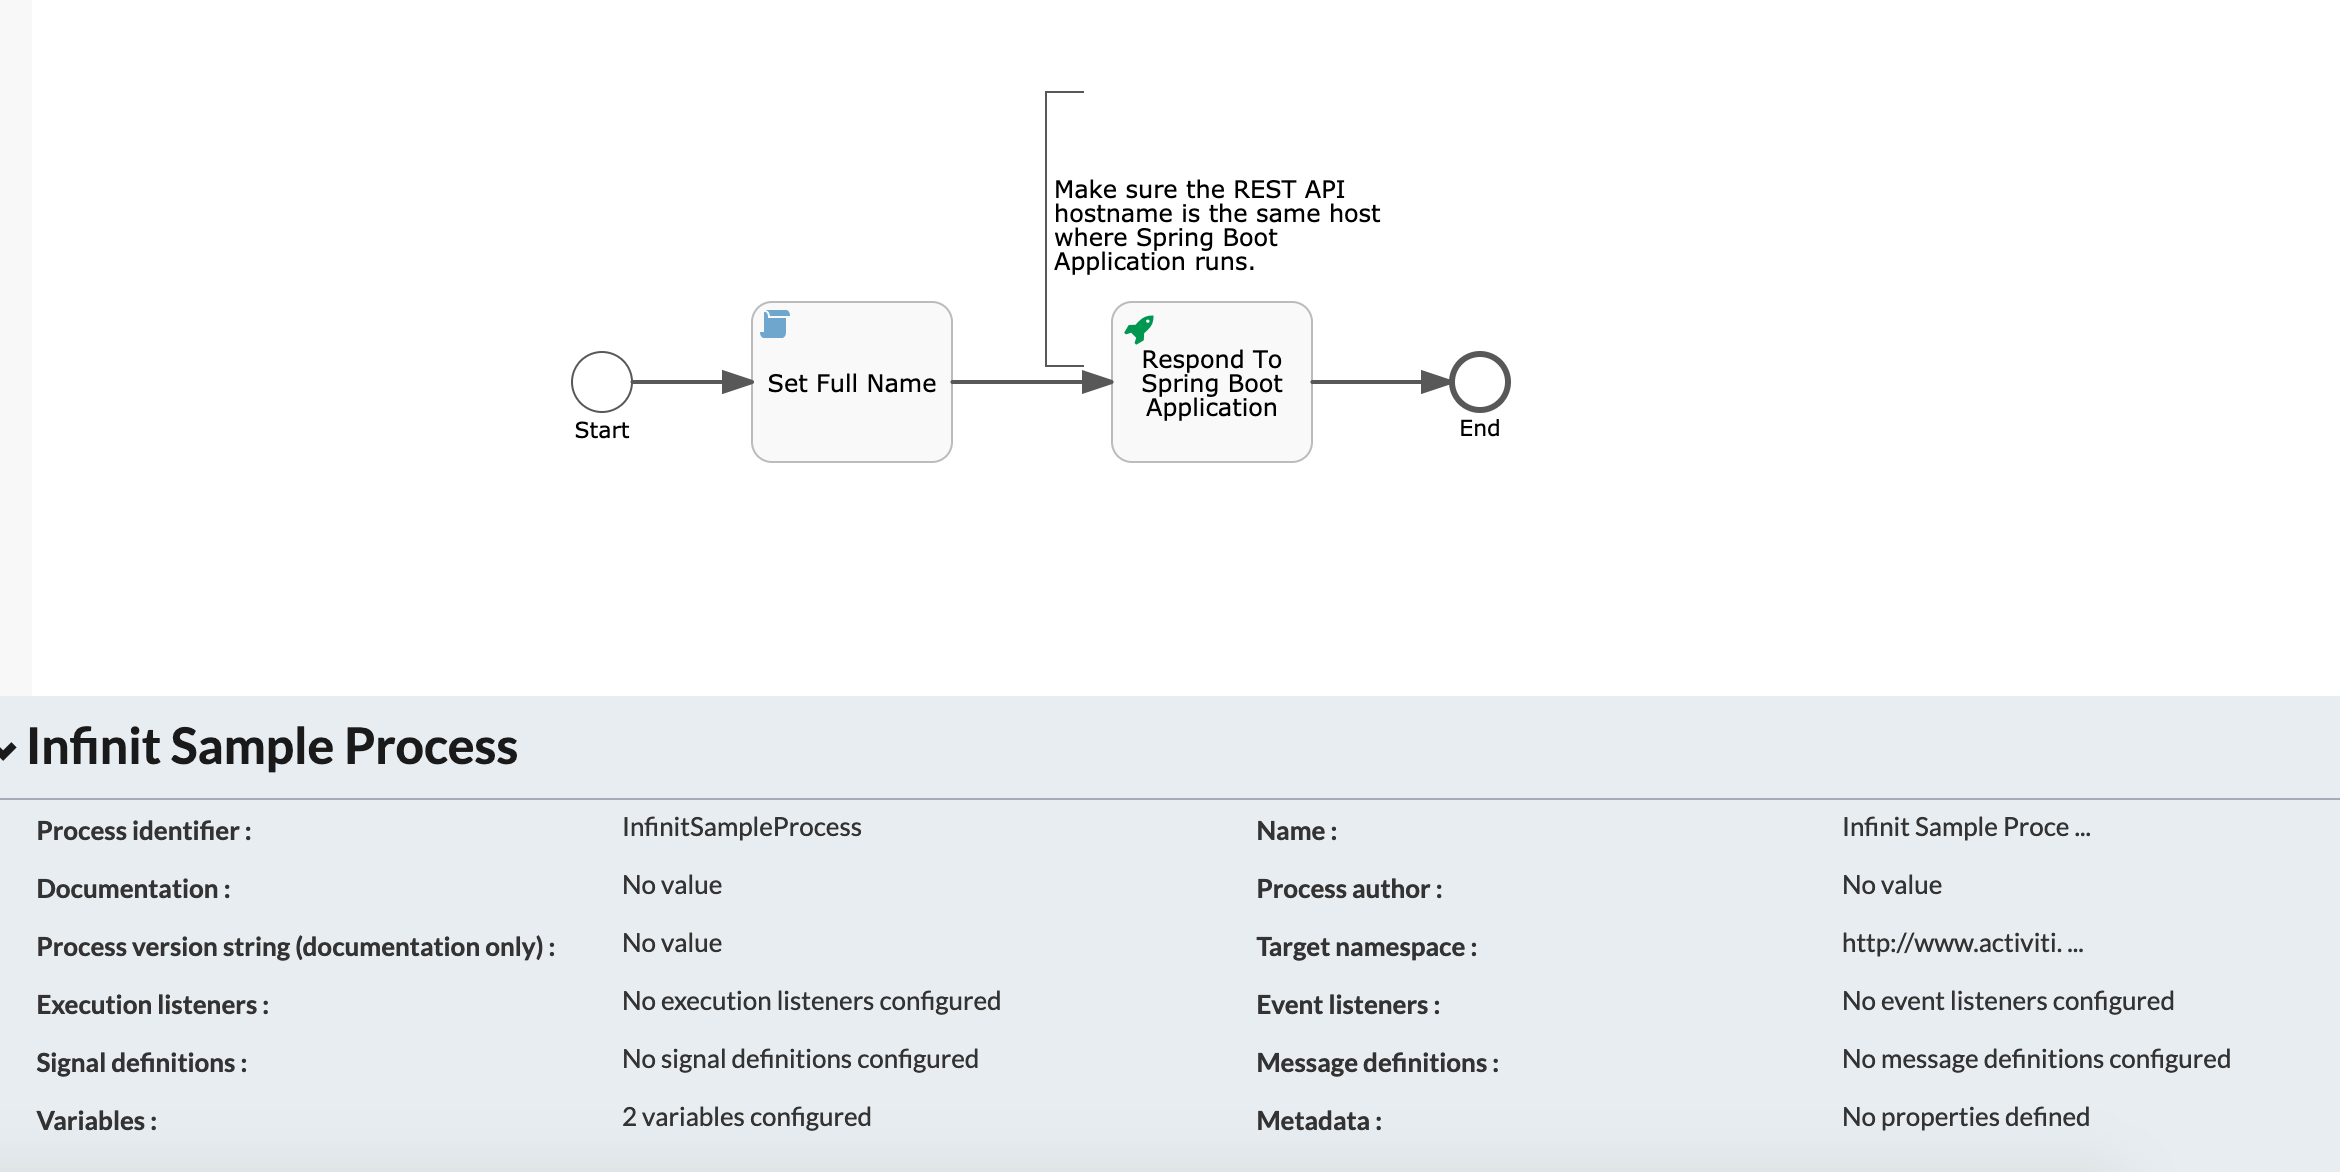 Make sure the REST API
hostname is the same host
where Spring Boot
Application runs.
Start
Set Full Name
Respond To
Spring Boot
Application
End
Infinit Sample Process
Process identifier : InfinitSampleProcess Name : Infinit Sample Proce ...
Documentation : No value Process author : No value
Process version string (documentation only) : No value Target namespace : http://www.activiti. ...
Execution listeners : No execution listeners configured Event listeners : No event listeners configured
Signal definitions : No signal definitions configured Message definitions : No message definitions configured
Variables : 2 variables configured Metadata : No properties defined